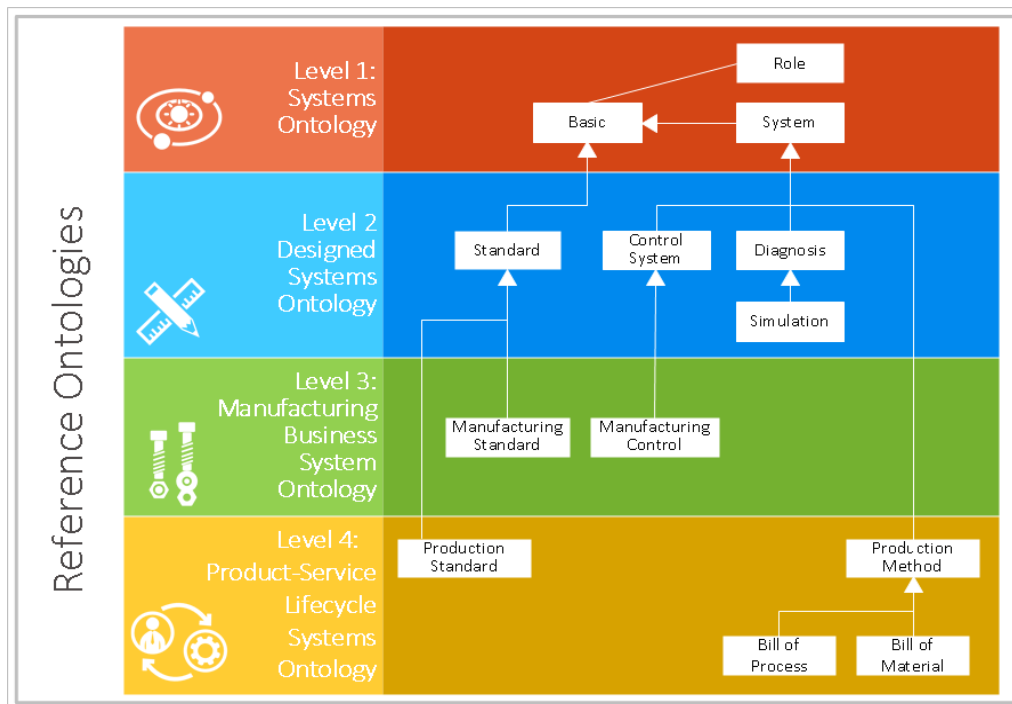 Reference Ontologies
Level 1:
Systems
Ontology
Role
Basic
System
Level 2
Designed
Systems
Ontology
Standard
Control
System
Diagnosis
Simulation
Level 3:
Manufacturing
Business
System
Ontology
Manufacturing
Standard
Manufacturing
Control
Level 4:
Product-Service
Lifecycle
Systems
Ontology
Production
Standard
Production
Method
Bill of
Process
Bill of
Material